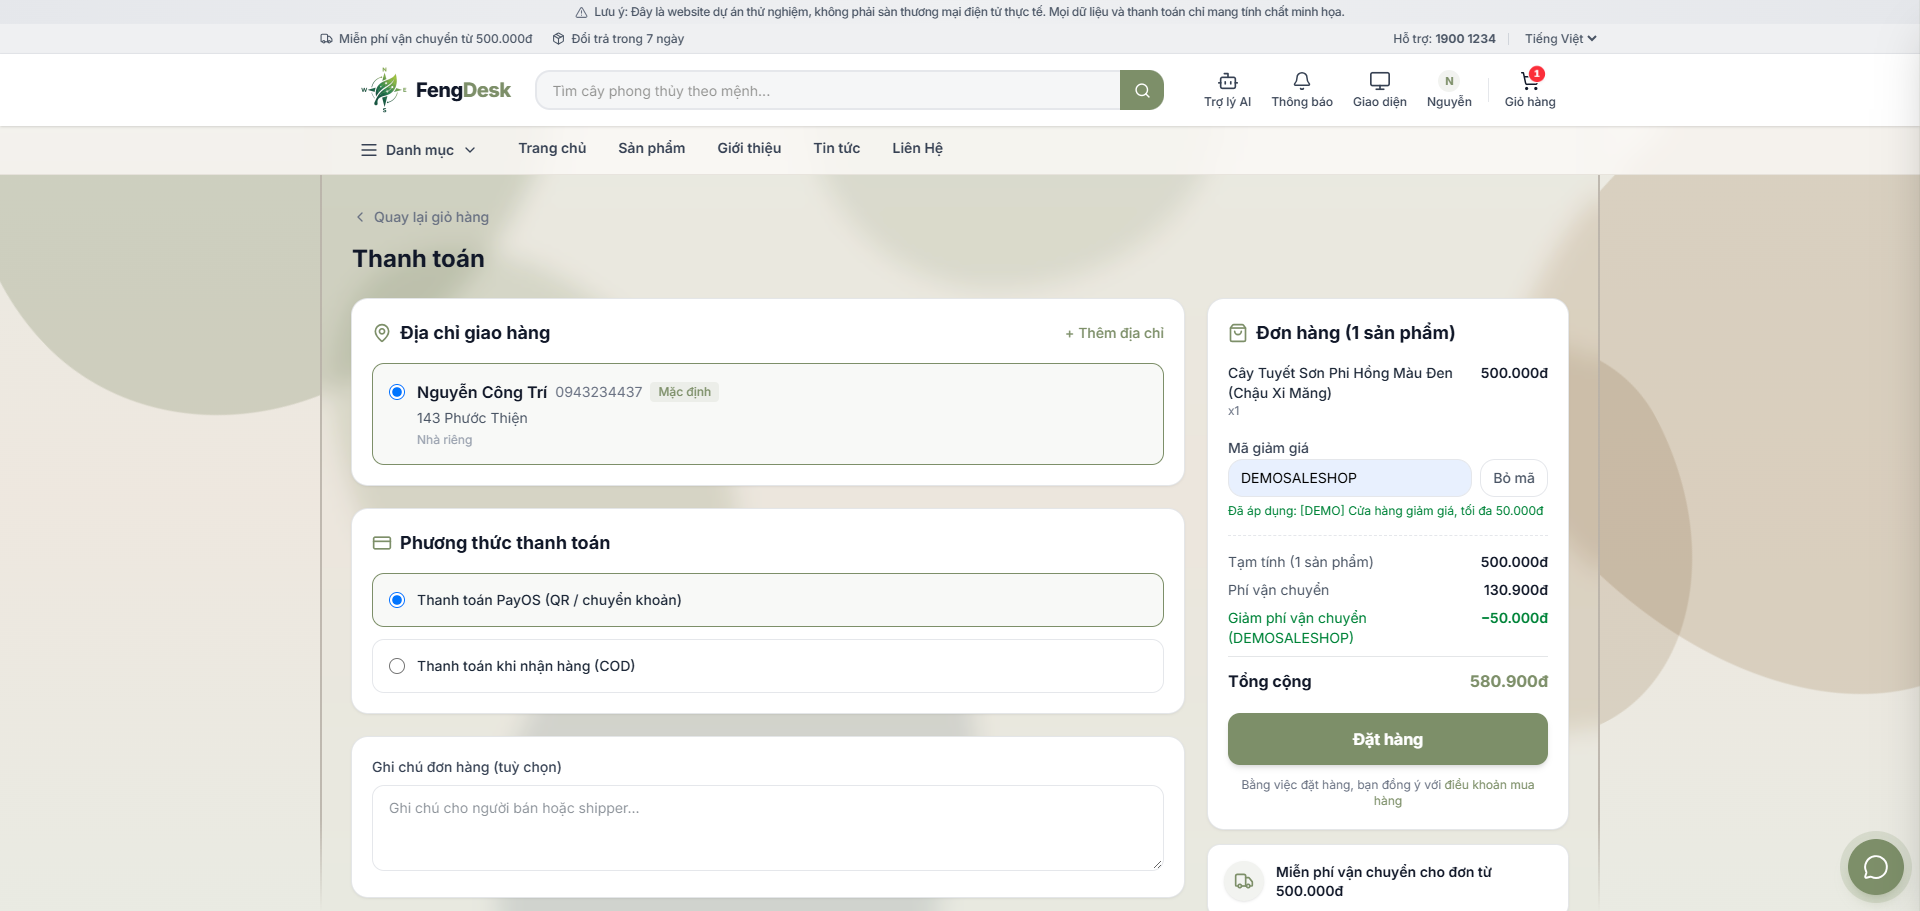 Lưu ý: Đây là website dự án thử nghiệm, không phải sàn thương mại điện tử thực tế. Mọi dữ liệu và thanh toán chỉ mang tính chất minh họa.
Miễn phí vận chuyển từ 500.000đ
Đổi trả trong 7 ngày
Hỗ trợ: 1900 1234
Tiếng Việt
N
W
E
S
FengDesk
Tìm cây phong thủy theo mệnh...
Trợ lý AI
Thông báo
Giao diện
N
Nguyễn
1
Giỏ hàng
Danh mục
Trang chủ
Sản phẩm
Giới thiệu
Tin tức
Liên Hệ
Quay lại giỏ hàng
Thanh toán
Địa chỉ giao hàng
+ Thêm địa chỉ
Nguyễn Công Trí 0943234437 Mặc định
143 Phước Thiện
Nhà riêng
Phương thức thanh toán
Thanh toán PayOS (QR / chuyển khoản)
Thanh toán khi nhận hàng (COD)
Ghi chú đơn hàng (tuỳ chọn)
Ghi chú cho người bán hoặc shipper...
Đơn hàng (1 sản phẩm)
Cây Tuyết Sơn Phi Hồng Màu Đen 500.000đ
(Chậu Xi Măng)
x1
Mã giảm giá
DEMOSALESHOP
Bỏ mã
Đã áp dụng: [DEMO] Cửa hàng giảm giá, tối đa 50.000đ
Tạm tính (1 sản phẩm) 500.000đ
Phí vận chuyển 130.900đ
Giảm phí vận chuyển −50.000đ
(DEMOSALESHOP)
Tổng cộng 580.900đ
Đặt hàng
Bằng việc đặt hàng, bạn đồng ý với điều khoản mua
hàng
Miễn phí vận chuyển cho đơn từ
500.000đ